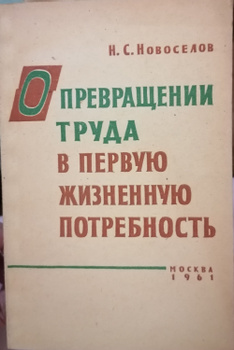 Н. С. Новоселов
О ПРЕВРАЩЕНИИ
ТРУДА
В ПЕРВУЮ
ЖИЗНЕННУЮ
ПОТРЕБНОСТЬ
МОСКВА
1961